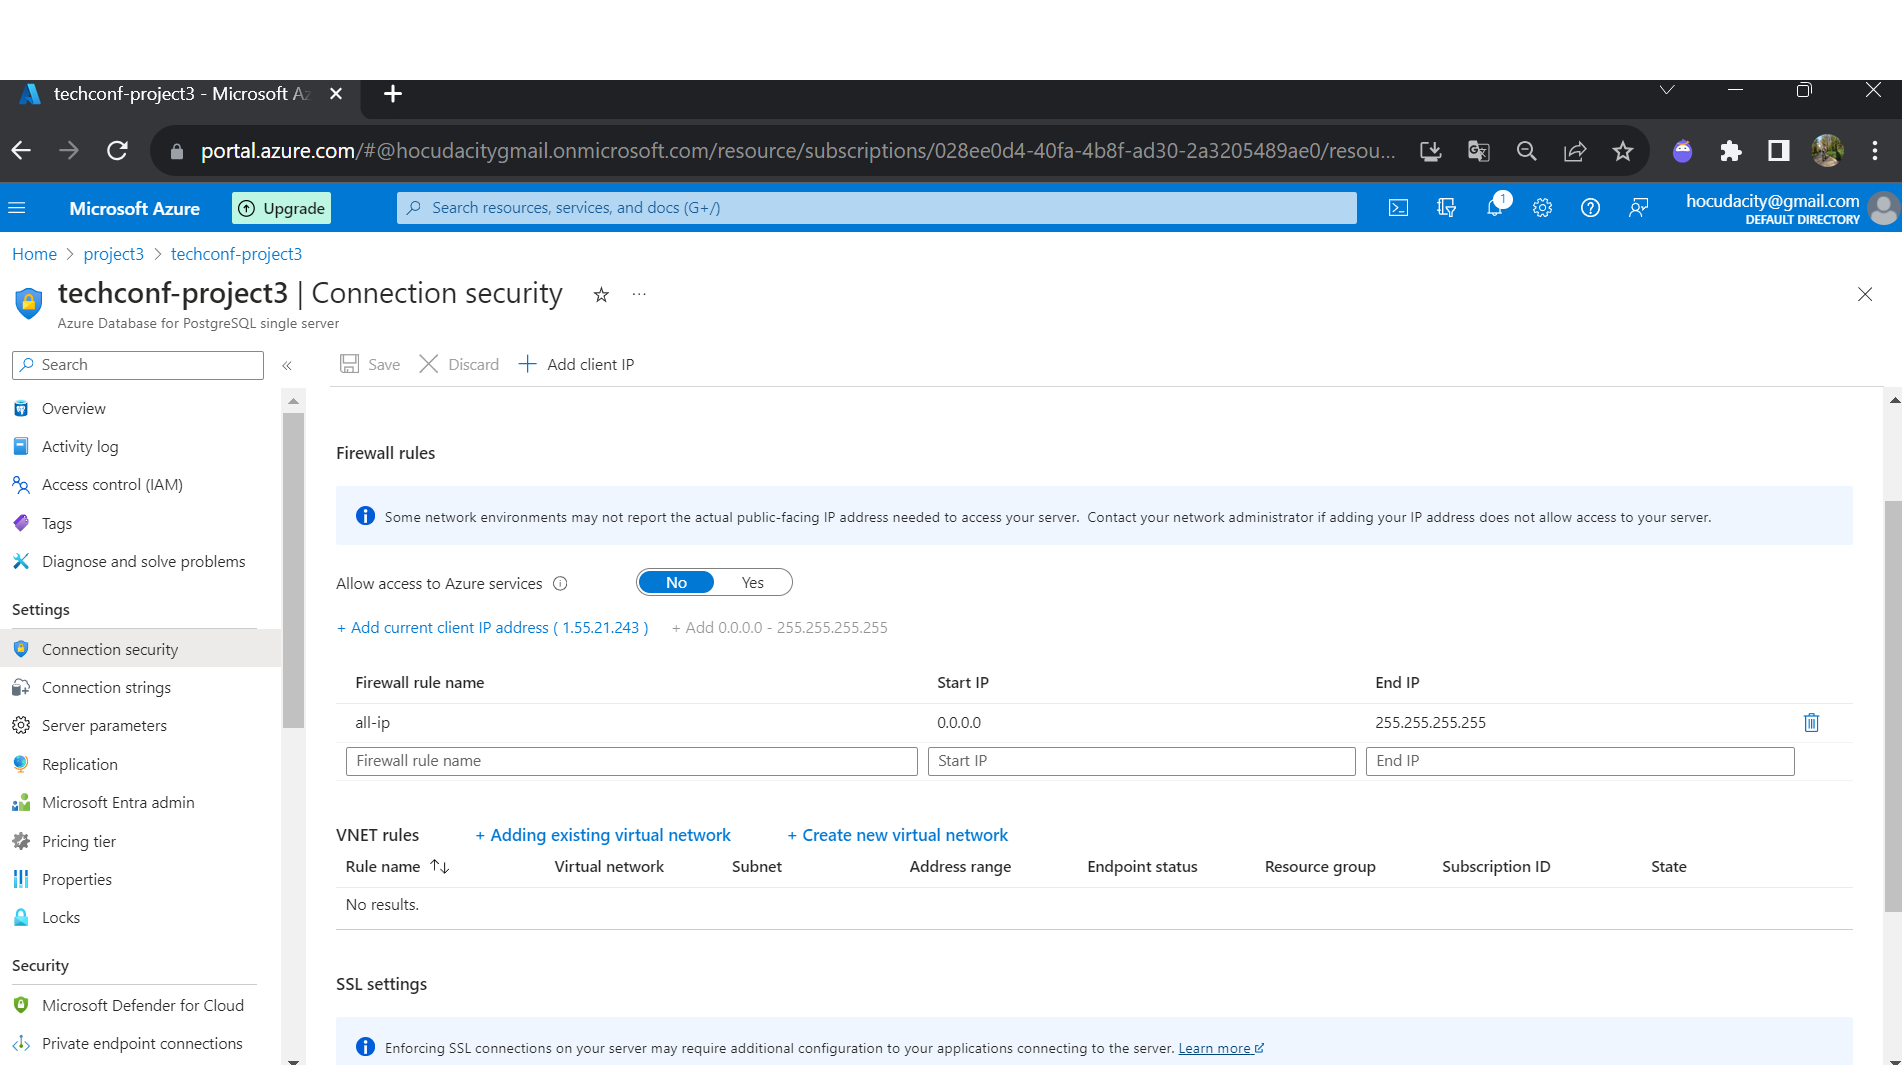 techconf-project3 - Microsoft Az
portal.azure.com/#@hocudacitygmail.onmicrosoft.com/resource/subscriptions/028ee0d4-40fa-4b8f-ad30-2a3205489ae0/resou...
Microsoft Azure
Upgrade
Search resources, services, and docs (G+/)
1
hocudacity@gmail.com
DEFAULT DIRECTORY
Home > project3 > techconf-project3
techconf-project3 | Connection security
Azure Database for PostgreSQL single server
Search
Save
Discard
Add client IP
Overview
Activity log
Access control (IAM)
Tags
Diagnose and solve problems
Settings
Connection security
Connection strings
Server parameters
Replication
Microsoft Entra admin
Pricing tier
Properties
Locks
Security
Microsoft Defender for Cloud
Private endpoint connections
Firewall rules
Some network environments may not report the actual public-facing IP address needed to access your server. Contact your network administrator if adding your IP address does not allow access to your server.
Allow access to Azure services
No Yes
+ Add current client IP address ( 1.55.21.243 ) + Add 0.0.0.0 - 255.255.255.255
Firewall rule name Start IP End IP
all-ip 0.0.0.0 255.255.255.255
Firewall rule name Start IP End IP
VNET rules + Adding existing virtual network + Create new virtual network
Rule name Virtual network Subnet Address range Endpoint status Resource group Subscription ID State
No results.
SSL settings
Enforcing SSL connections on your server may require additional configuration to your applications connecting to the server. Learn more